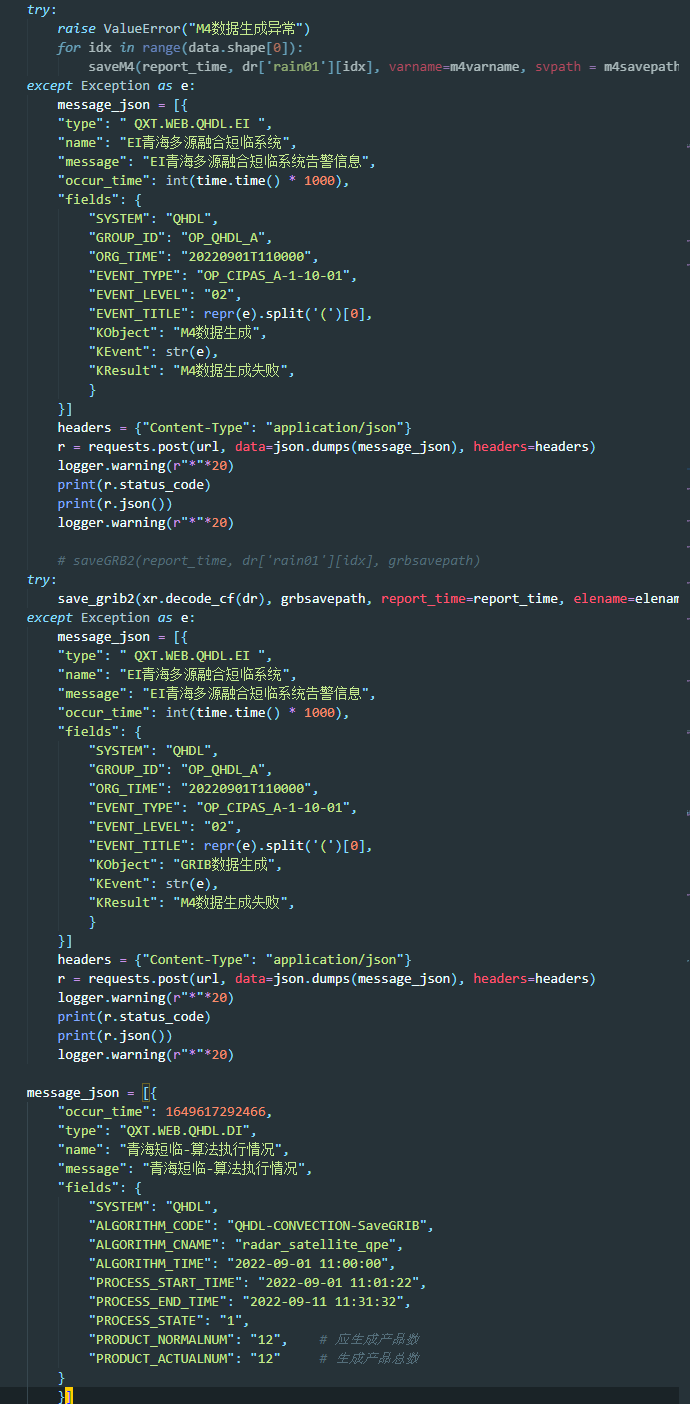 try:
    raise ValueError("M4数据生成异常")
    for idx in range(data.shape[0]):
        saveM4(report_time, dr['rain01'][idx], varname=m4varname, svpath = m4savepath
except Exception as e:
    message_json = [{
    "type": " QXT.WEB.QHDL.EI ",
    "name": "EI青海多源融合短临系统",
    "message": "EI青海多源融合短临系统告警信息",
    "occur_time": int(time.time() * 1000),
    "fields": {
        "SYSTEM": "QHDL",
        "GROUP_ID": "OP_QHDL_A",
        "ORG_TIME": "20220901T110000",
        "EVENT_TYPE": "OP_CIPAS_A-1-10-01",
        "EVENT_LEVEL": "02",
        "EVENT_TITLE": repr(e).split('(')[0],
        "KObject": "M4数据生成",
        "KEvent": str(e),
        "KResult": "M4数据生成失败",
        }
    }]
    headers = {"Content-Type": "application/json"}
    r = requests.post(url, data=json.dumps(message_json), headers=headers)
    logger.warning(r"*"*20)
    print(r.status_code)
    print(r.json())
    logger.warning(r"*"*20)

    # saveGRB2(report_time, dr['rain01'][idx], grbsavepath)
try:
    save_grib2(xr.decode_cf(dr), grbsavepath, report_time=report_time, elename=elenam
except Exception as e:
    message_json = [{
    "type": " QXT.WEB.QHDL.EI ",
    "name": "EI青海多源融合短临系统",
    "message": "EI青海多源融合短临系统告警信息",
    "occur_time": int(time.time() * 1000),
    "fields": {
        "SYSTEM": "QHDL",
        "GROUP_ID": "OP_QHDL_A",
        "ORG_TIME": "20220901T110000",
        "EVENT_TYPE": "OP_CIPAS_A-1-10-01",
        "EVENT_LEVEL": "02",
        "EVENT_TITLE": repr(e).split('(')[0],
        "KObject": "GRIB数据生成",
        "KEvent": str(e),
        "KResult": "M4数据生成失败",
        }
    }]
    headers = {"Content-Type": "application/json"}
    r = requests.post(url, data=json.dumps(message_json), headers=headers)
    logger.warning(r"*"*20)
    print(r.status_code)
    print(r.json())
    logger.warning(r"*"*20)

message_json = [{
    "occur_time": 1649617292466,
    "type": "QXT.WEB.QHDL.DI",
    "name": "青海短临-算法执行情况",
    "message": "青海短临-算法执行情况",
    "fields": {
        "SYSTEM": "QHDL",
        "ALGORITHM_CODE": "QHDL-CONVECTION-SaveGRIB",
        "ALGORITHM_CNAME": "radar_satellite_qpe",
        "ALGORITHM_TIME": "2022-09-01 11:00:00",
        "PROCESS_START_TIME": "2022-09-01 11:01:22",
        "PROCESS_END_TIME": "2022-09-11 11:31:32",
        "PROCESS_STATE": "1",
        "PRODUCT_NORMALNUM": "12",    # 应生成产品数
        "PRODUCT_ACTUALNUM": "12"     # 生成产品总数
    }
    }]